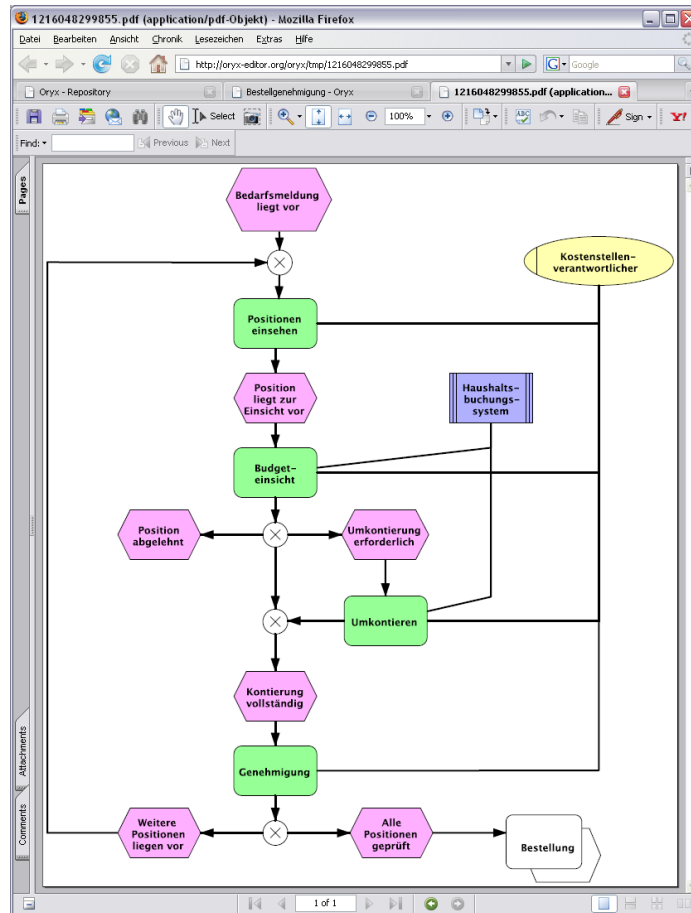 1216048299855.pdf (application/pdf-Objekt) - Mozilla Firefox
Datei Bearbeiten Ansicht Chronik Lesezeichen Extras Hilfe
http://oryx-editor.org/oryx/tmp/1216048299855.pdf
G Google
Oryx - Repository
Bestellgenehmigung - Oryx
1216048299855.pdf (application...
Select
100%
Sign
Y!
Find:
Previous
Next
Pages
Attachments
Comments
Bedarfsmeldung
liegt vor
Kostenstellen-
verantwortlicher
Positionen
einsehen
Position
liegt zur
Einsicht vor
Haushalts-
buchungs-
system
Budget-
einsicht
Position
abgelehnt
Umkontierung
erforderlich
Umkontieren
Kontierung
vollständig
Genehmigung
Weitere
Positionen
liegen vor
Alle
Positionen
geprüft
Bestellung
1 of 1